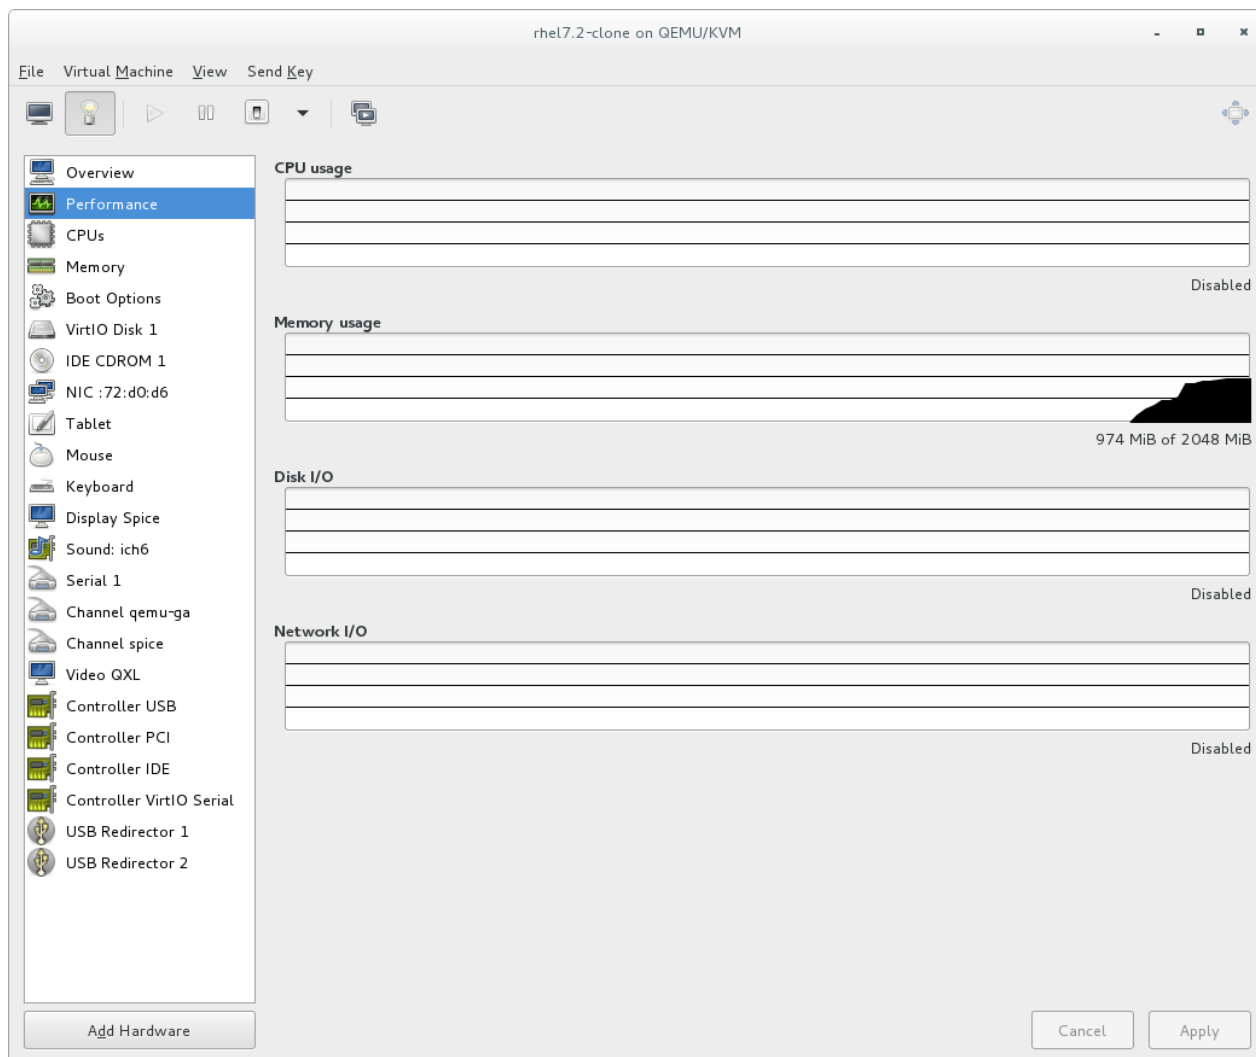 rhel7.2-clone on QEMU/KVM
File Virtual Machine View Send Key
Overview
Performance
CPUs
Memory
Boot Options
VirtIO Disk 1
IDE CDROM 1
NIC :72:d0:d6
Tablet
Mouse
Keyboard
Display Spice
Sound: ich6
Serial 1
Channel qemu-ga
Channel spice
Video QXL
Controller USB
Controller PCI
Controller IDE
Controller VirtIO Serial
USB Redirector 1
USB Redirector 2
Add Hardware
CPU usage
Disabled
Memory usage
974 MiB of 2048 MiB
Disk I/O
Disabled
Network I/O
Disabled
Cancel Apply